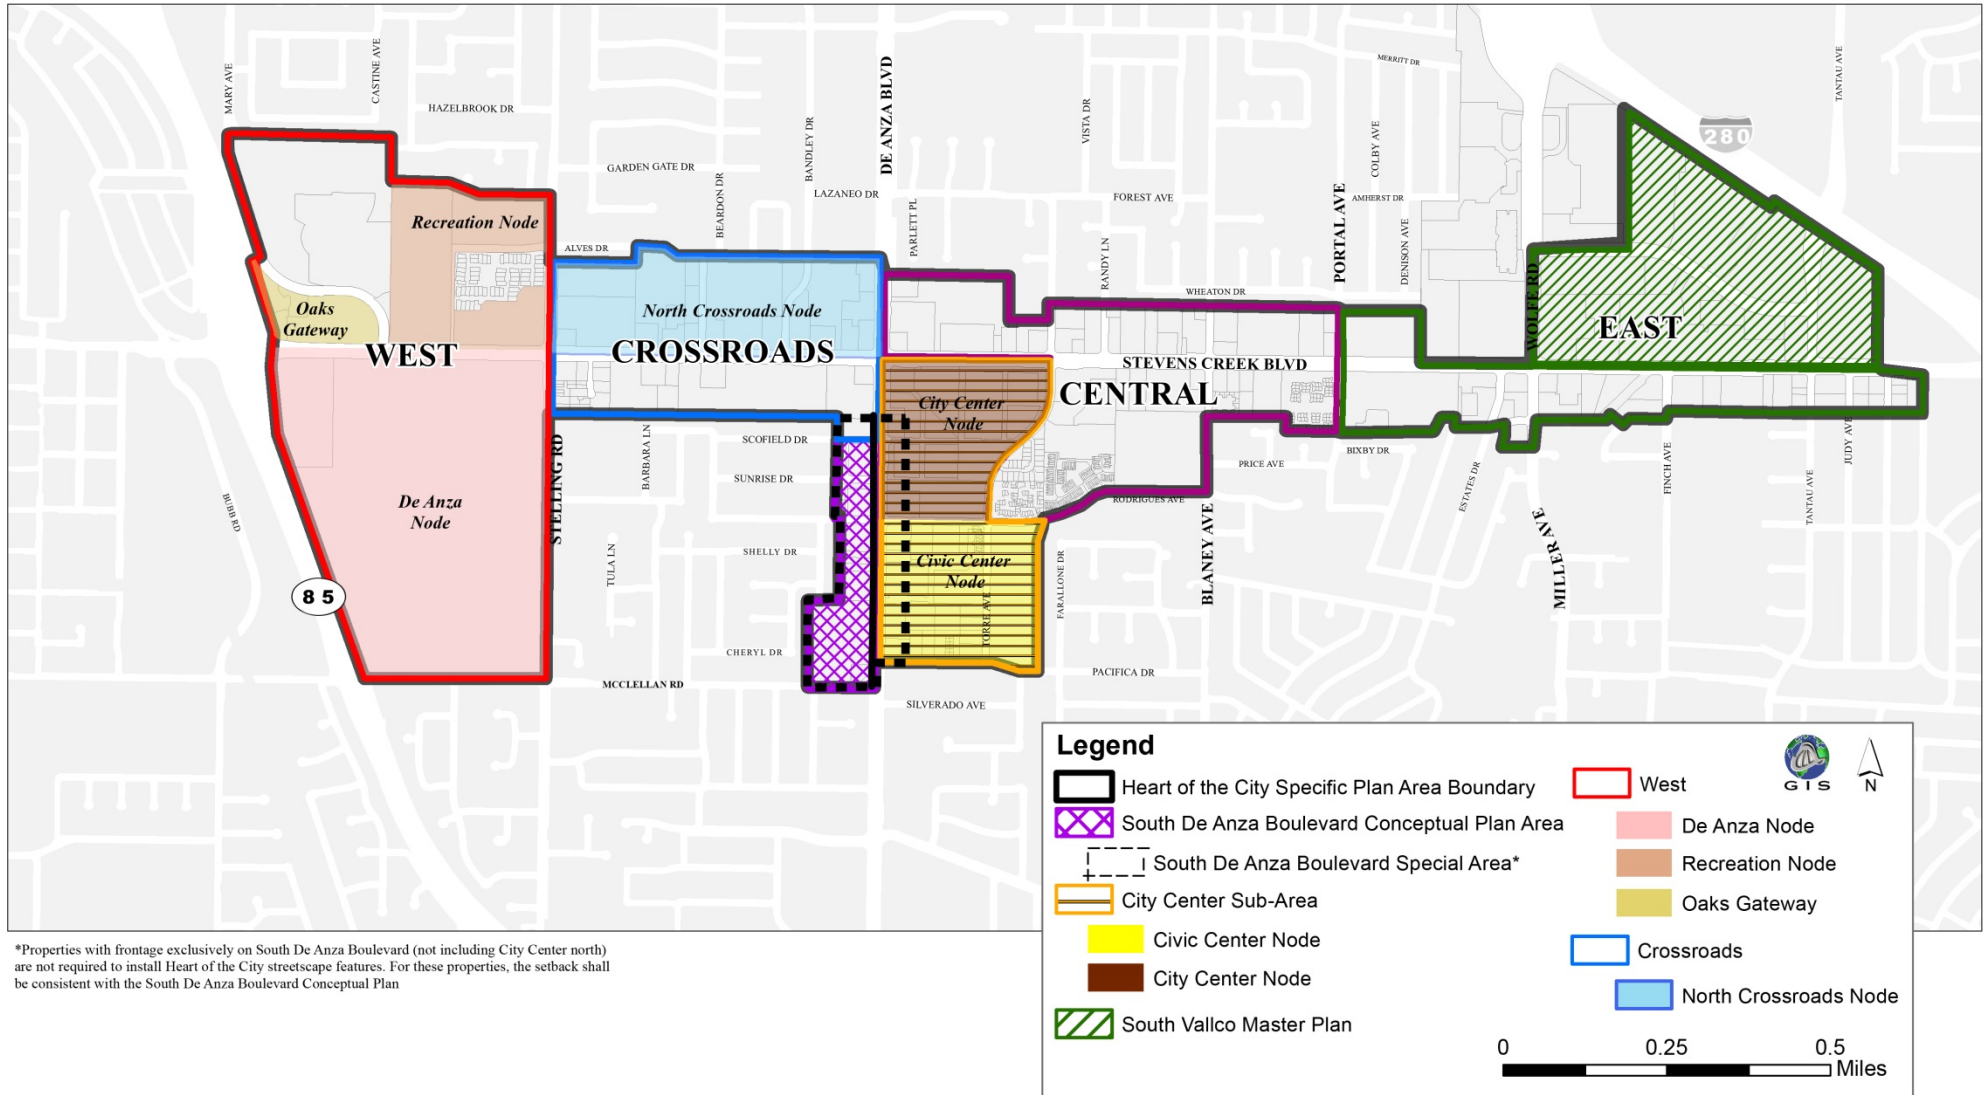 MARY AVE
CASTINE AVE
HAZELBROOK DR
GARDEN GATE DR
BEARDON DR
BANDLEY DR
LAZANEO DR
DE ANZA BLVD
PARLETT PL
VISTA DR
FOREST AVE
RANDY LN
WHEATON DR
PORTAL AVE
MERRITT DR
COLBY AVE
AMHERST DR
DENISON AVE
WOLFE RD
280
TANTAU AVE
Recreation Node
ALVES DR
Oaks
Gateway
WEST
North Crossroads Node
CROSSROADS
STEVENS CREEK BLVD
CENTRAL
EAST
City Center
Node
De Anza
Node
STELLING RD
BUBB RD
85
BARBARA LN
TULA LN
SCOFIELD DR
SUNRISE DR
SHELLY DR
CHERYL DR
MCCLELLAN RD
Civic Center
Node
TORRE AVE
FARALLONE DR
RODRIGUES AVE
PACIFICA DR
SILVERADO AVE
BLANEY AVE
PRICE AVE
BIXBY DR
ESTATES DR
MILLER AVE
FINCH AVE
TANTAU AVE
JUDY AVE
Legend
Heart of the City Specific Plan Area Boundary
South De Anza Boulevard Conceptual Plan Area
South De Anza Boulevard Special Area*
City Center Sub-Area
Civic Center Node
City Center Node
South Vallco Master Plan
West
De Anza Node
Recreation Node
Oaks Gateway
Crossroads
North Crossroads Node
GIS
N
0 0.25 0.5
Miles
*Properties with frontage exclusively on South De Anza Boulevard (not including City Center north)
are not required to install Heart of the City streetscape features. For these properties, the setback shall
be consistent with the South De Anza Boulevard Conceptual Plan